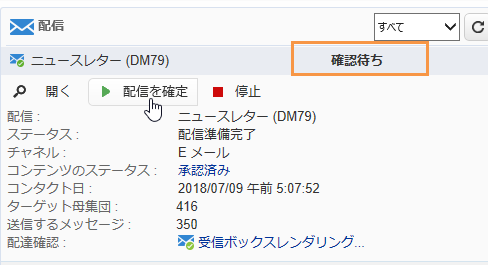 配信 すべて
ニュースレター (DM79) 確認待ち
開く 配信を確定 停止
配信 : ニュースレター (DM79)
ステータス : 配信準備完了
チャネル : E メール
コンテンツのステータス : 承認済み
コンタクト日 : 2018/07/09 午前 5:07:52
ターゲット母集団 : 416
送信するメッセージ : 350
配達確認 : 受信ボックスレンダリング...